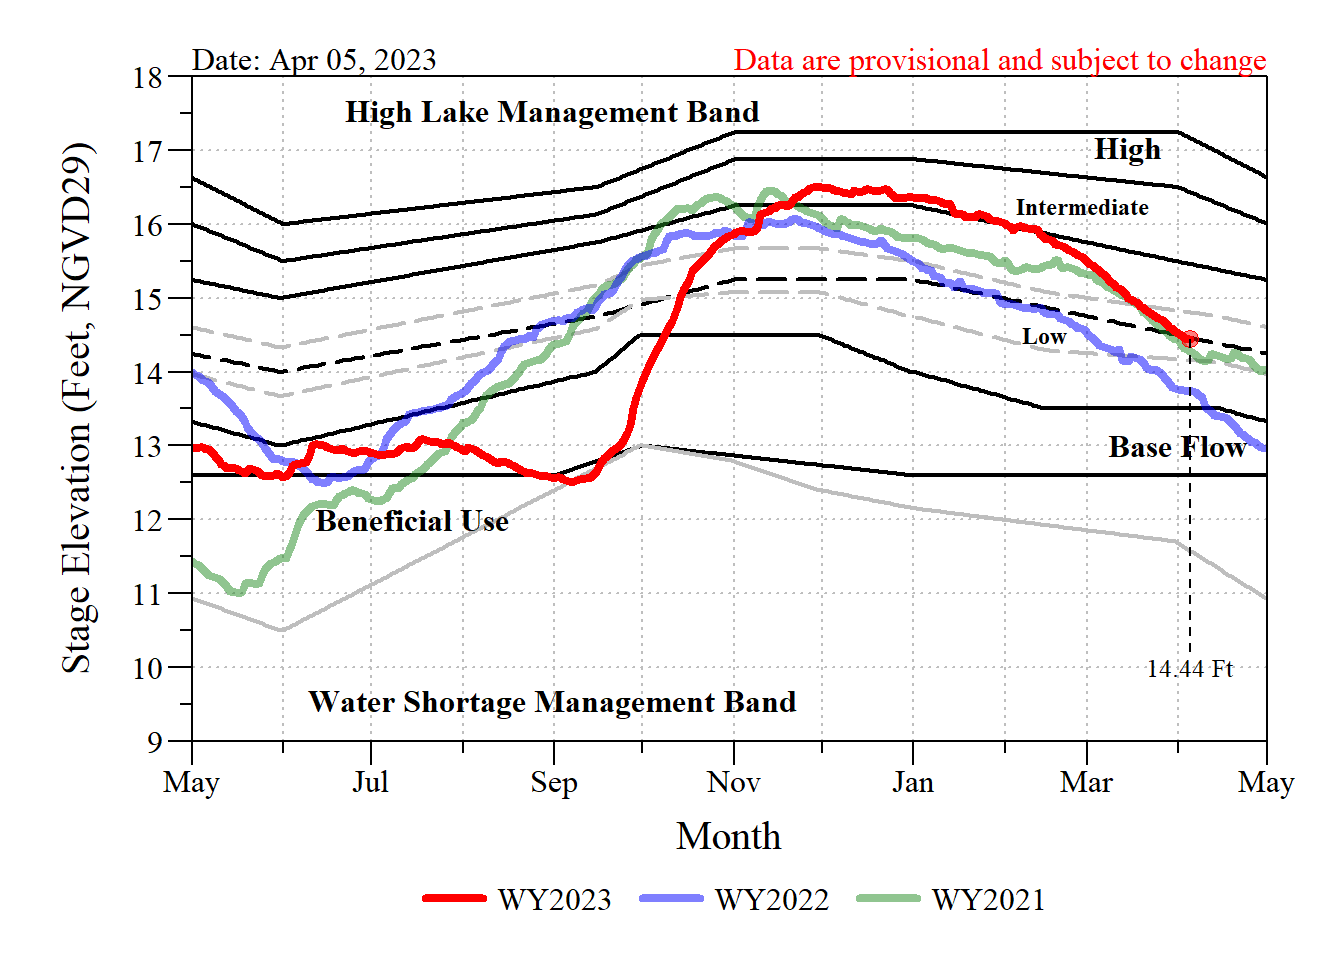 Date: Apr 05, 2023
Data are provisional and subject to change
18
High Lake Management Band
High
17
Intermediate
16
15
Low
14
Base Flow
13
Beneficial Use
12
11
10
14.44 Ft
Water Shortage Management Band
9
Stage Elevation (Feet, NGVD29)
May Jul Sep Nov Jan Mar May
Month
WY2023 WY2022 WY2021